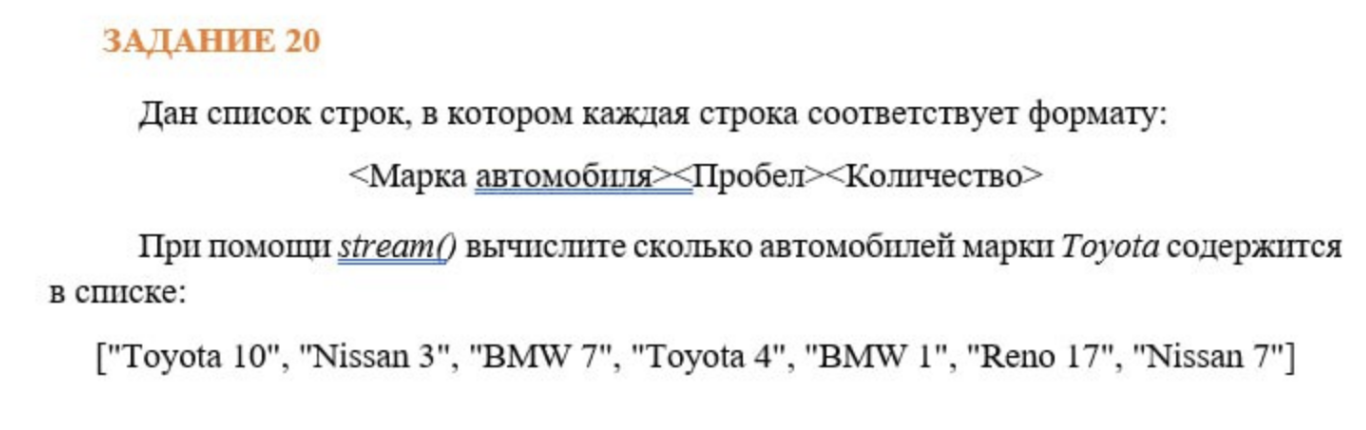 ЗАДАНИЕ 20
Дан список строк, в котором каждая строка соответствует формату:
<Марка автомобиля><Пробел><Количество>
При помощи stream() вычислите сколько автомобилей марки Toyota содержится
в списке:
["Toyota 10", "Nissan 3", "BMW 7", "Toyota 4", "BMW 1", "Reno 17", "Nissan 7"]